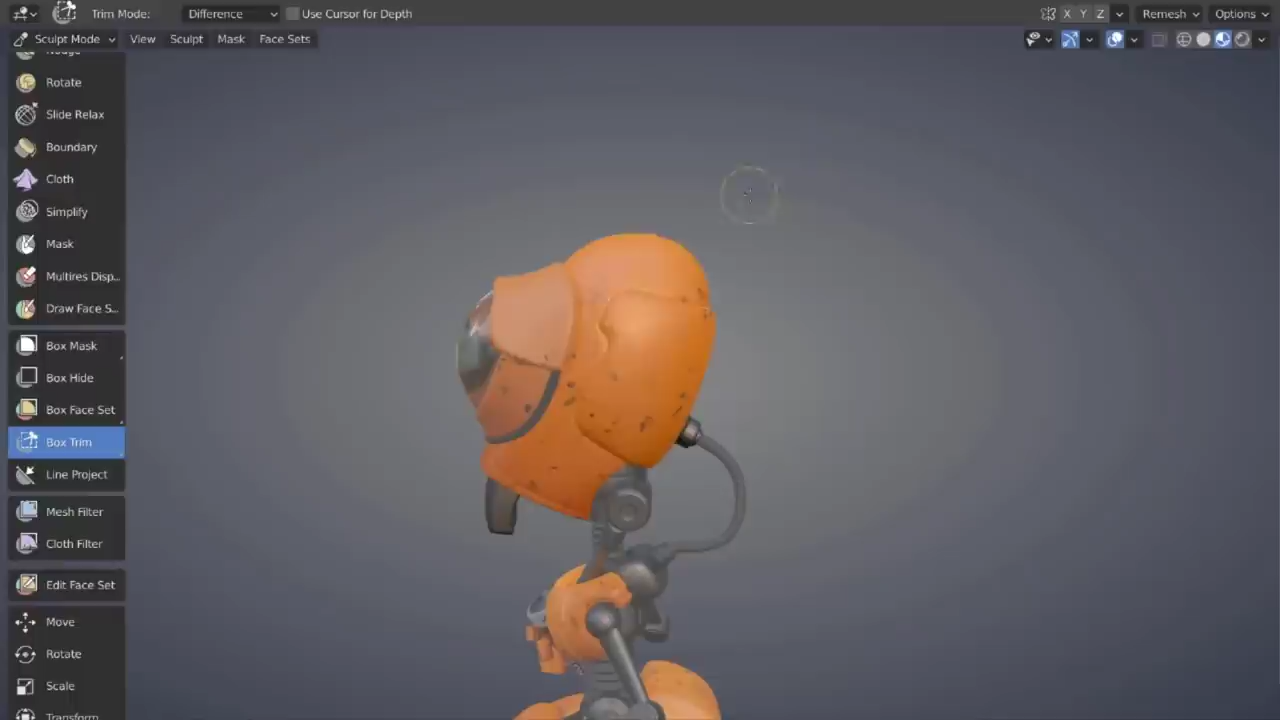 Trim Mode: Difference Use Cursor for Depth X Y Z Remesh Options
Sculpt Mode View Sculpt Mask Face Sets
Nudge
Rotate
Slide Relax
Boundary
Cloth
Simplify
Mask
Multires Disp...
Draw Face S...
Box Mask
Box Hide
Box Face Set
Box Trim
Line Project
Mesh Filter
Cloth Filter
Edit Face Set
Move
Rotate
Scale
Transform